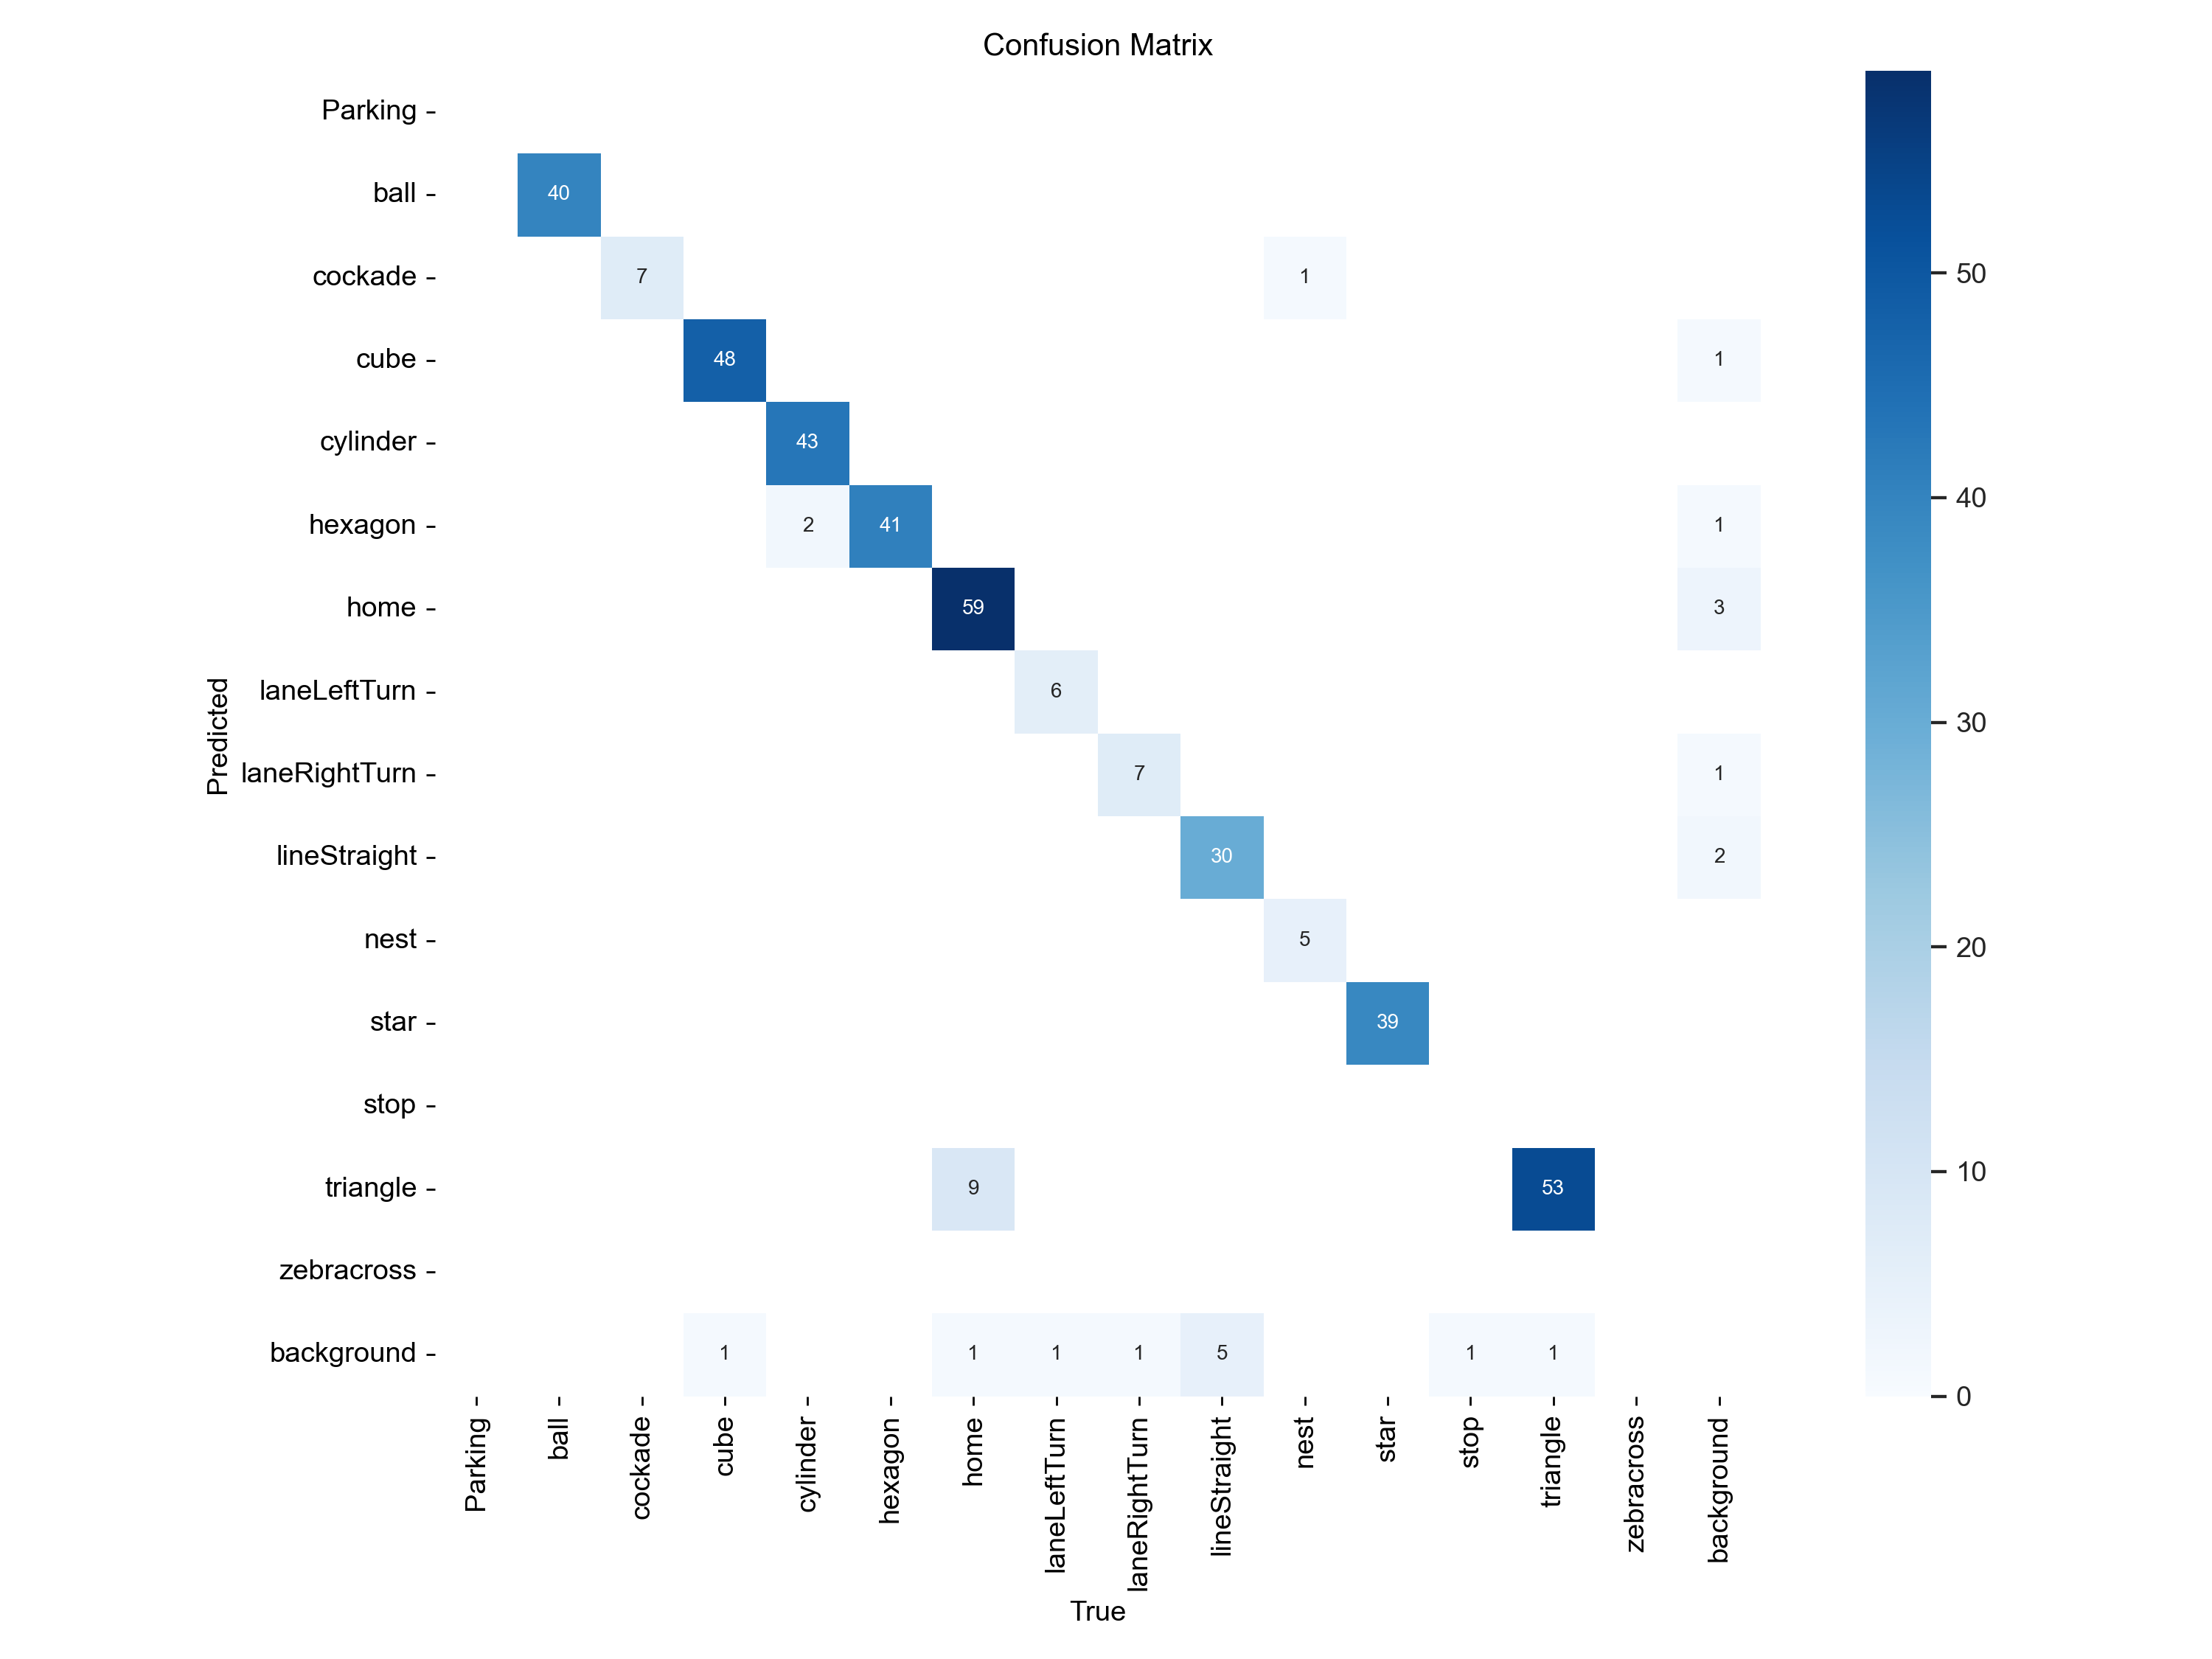 Confusion Matrix
Parking
ball 40
cockade 7 1
cube 48 1
cylinder 43
hexagon 2 41 1
home 59 3
laneLeftTurn 6
laneRightTurn 7 1
lineStraight 30 2
nest 5
star 39
stop
triangle 9 53
zebracross
background 1 1 1 1 5 1 1
Predicted
Parking ball cockade cube cylinder hexagon home laneLeftTurn laneRightTurn lineStraight nest star stop triangle zebracross background
True
50
40
30
20
10
0